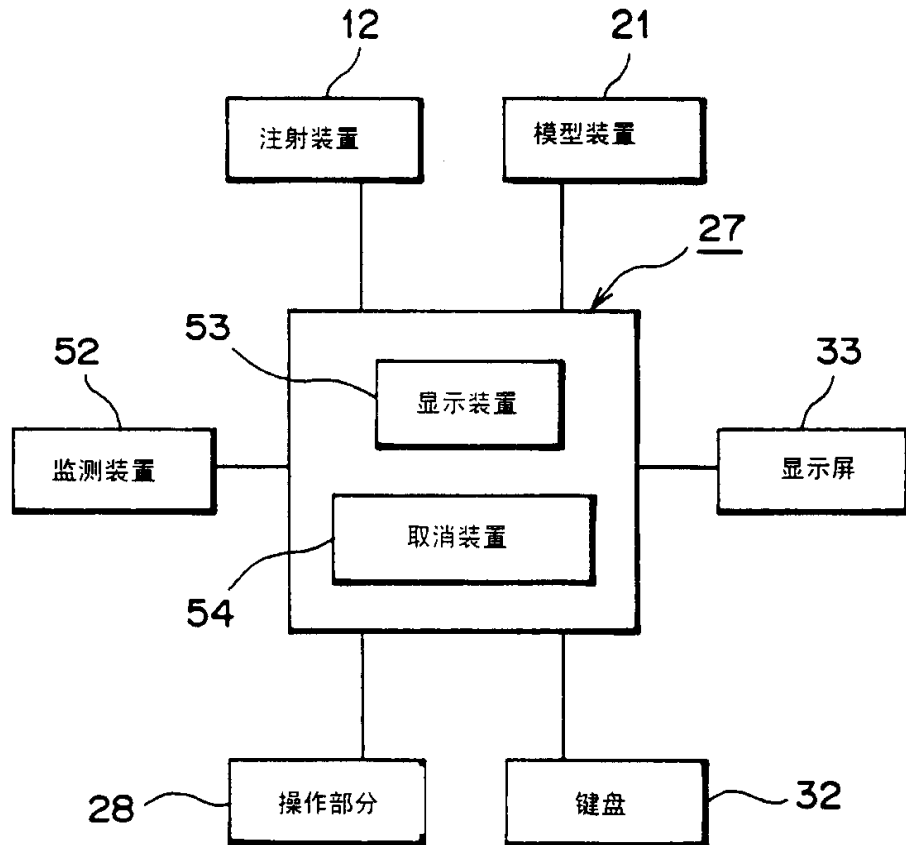 12
21
注射装置
模型装置
27
53
52
33
显示装置
监测装置
显示屏
取消装置
54
28
操作部分
键盘
32